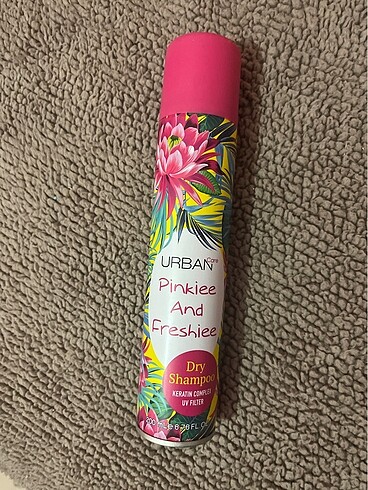 URBAN Care
Pinkiee
And
Freshiee
Dry
Shampoo
KERATIN COMPLEX
UV FILTER